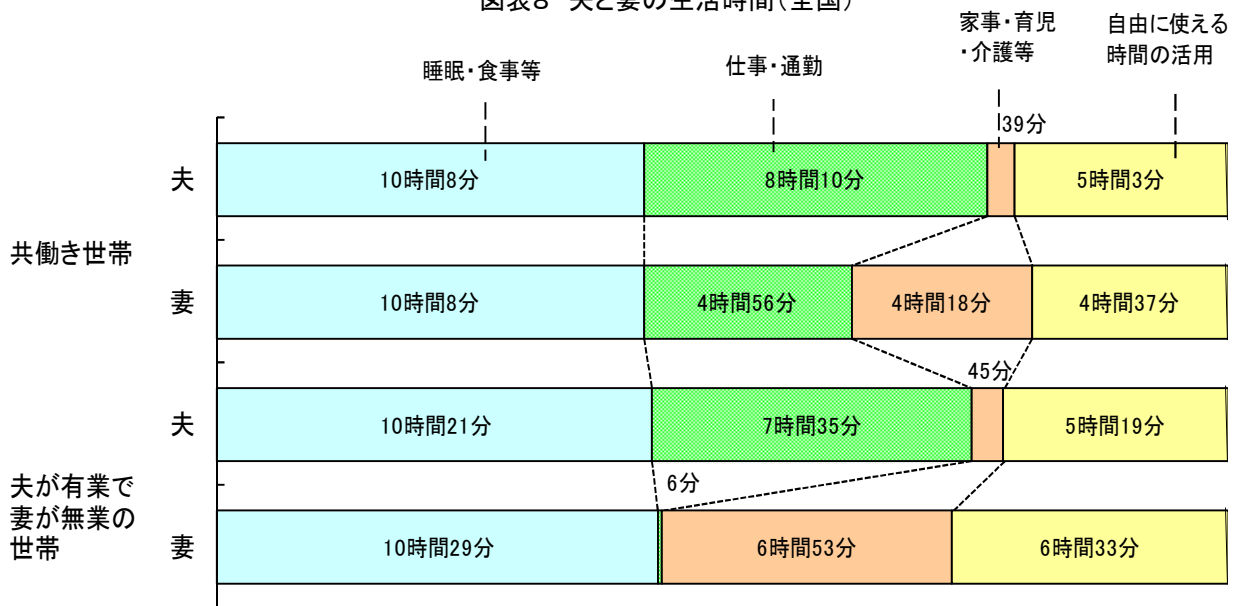 図表8 夫と妻の生活時間(全国)
睡眠・食事等
仕事・通勤
家事・育児
・介護等
自由に使える
時間の活用
39分
夫
10時間8分
8時間10分
5時間3分
共働き世帯
妻
10時間8分
4時間56分
4時間18分
4時間37分
45分
夫
10時間21分
7時間35分
5時間19分
夫が有業で
妻が無業の
世帯
6分
妻
10時間29分
6時間53分
6時間33分